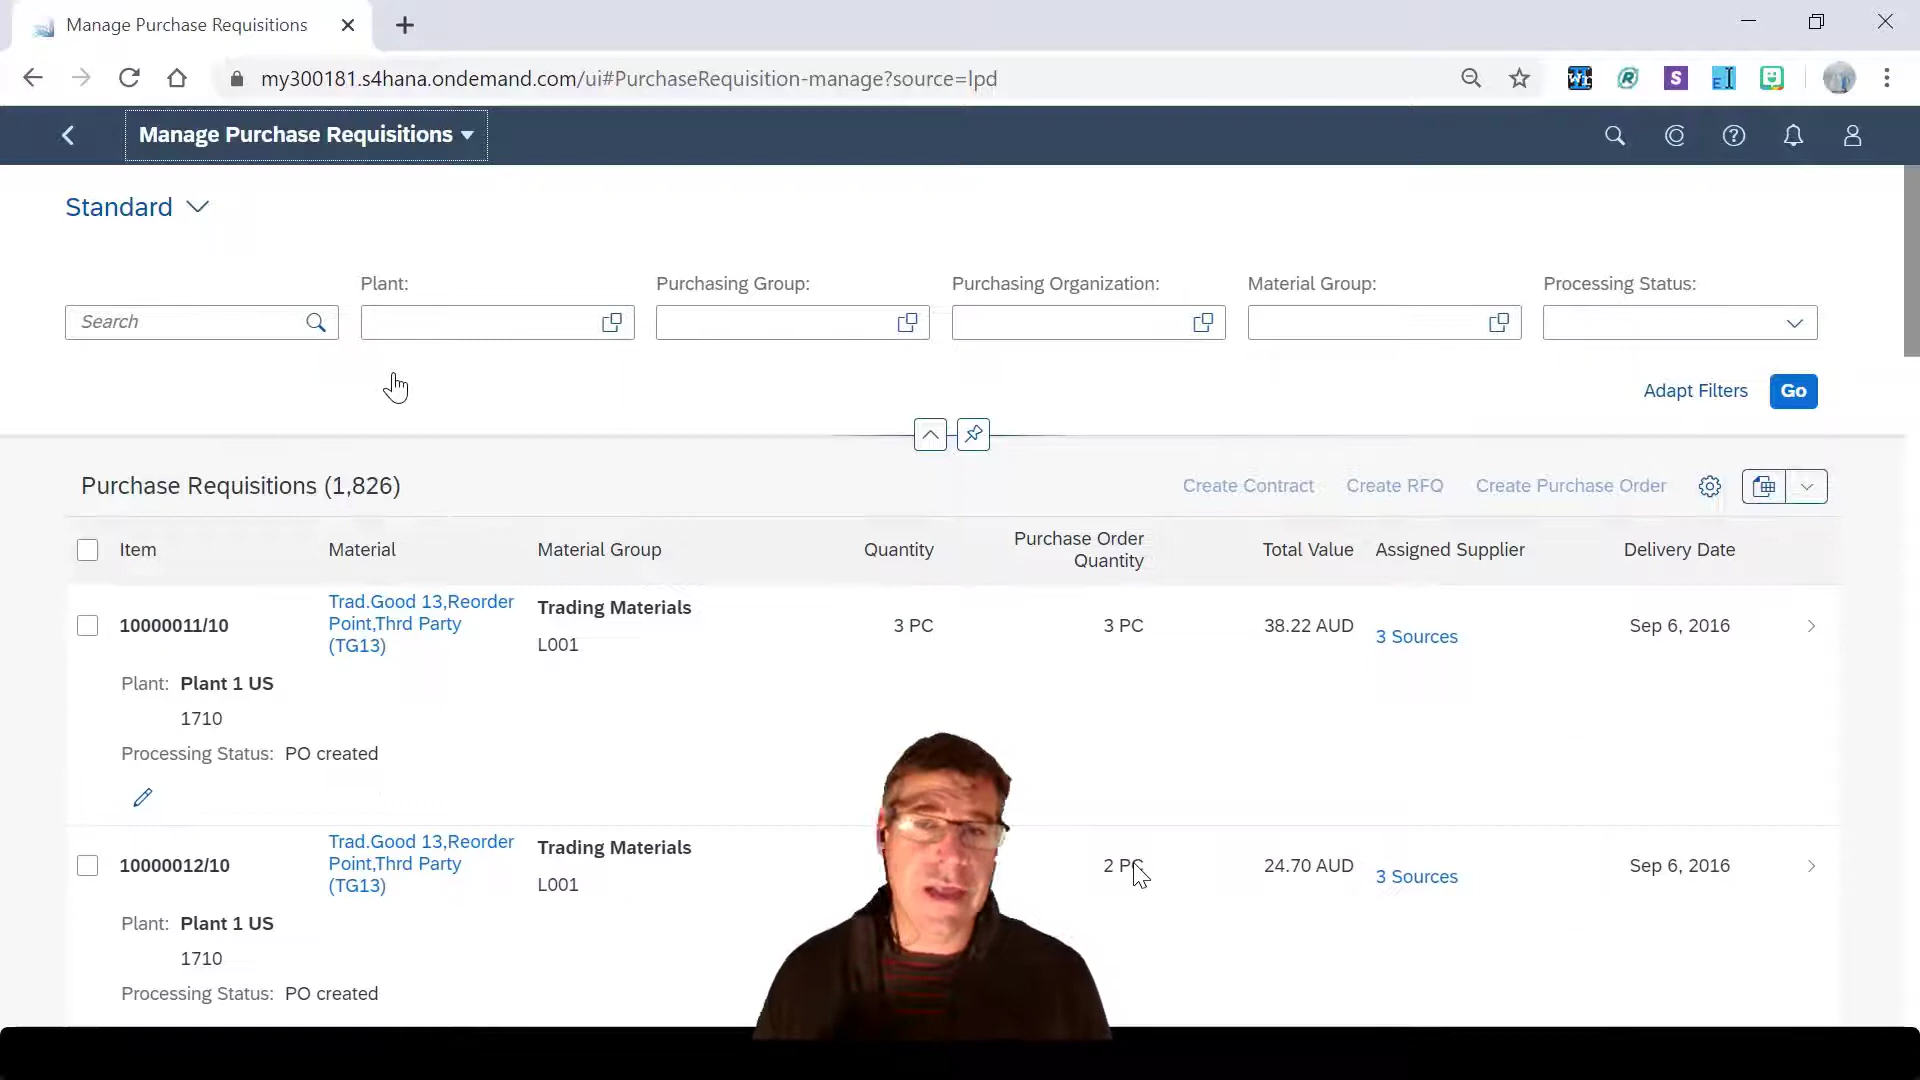 Manage Purchase Requisitions
my300181.s4hana.ondemand.com/ui#PurchaseRequisition-manage?source=lpd
Manage Purchase Requisitions
Standard
Plant:
Purchasing Group:
Purchasing Organization:
Material Group:
Processing Status:
Search
Adapt Filters
Go
Purchase Requisitions (1,826)
Create Contract
Create RFQ
Create Purchase Order
Item
Material
Material Group
Quantity
Purchase Order
Quantity
Total Value
Assigned Supplier
Delivery Date
10000011/10
Trad.Good 13,Reorder
Point,Thrd Party
(TG13)
Trading Materials
L001
3 PC
3 PC
38.22 AUD
3 Sources
Sep 6, 2016
Plant: Plant 1 US
1710
Processing Status: PO created
10000012/10
Trad.Good 13,Reorder
Point,Thrd Party
(TG13)
Trading Materials
L001
2 PC
24.70 AUD
3 Sources
Sep 6, 2016
Plant: Plant 1 US
1710
Processing Status: PO created